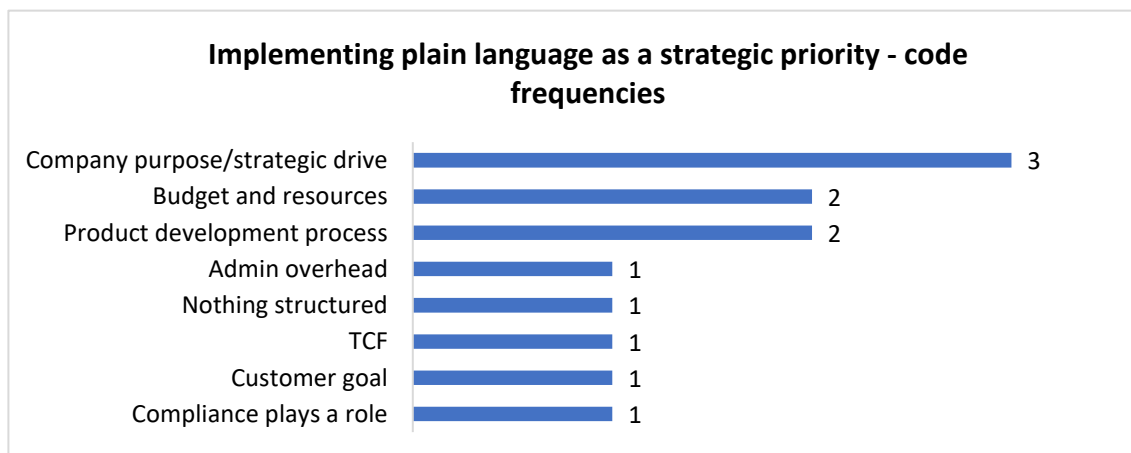 Implementing plain language as a strategic priority - code
frequencies
Company purpose/strategic drive 3
Budget and resources 2
Product development process 2
Admin overhead 1
Nothing structured 1
TCF 1
Customer goal 1
Compliance plays a role 1